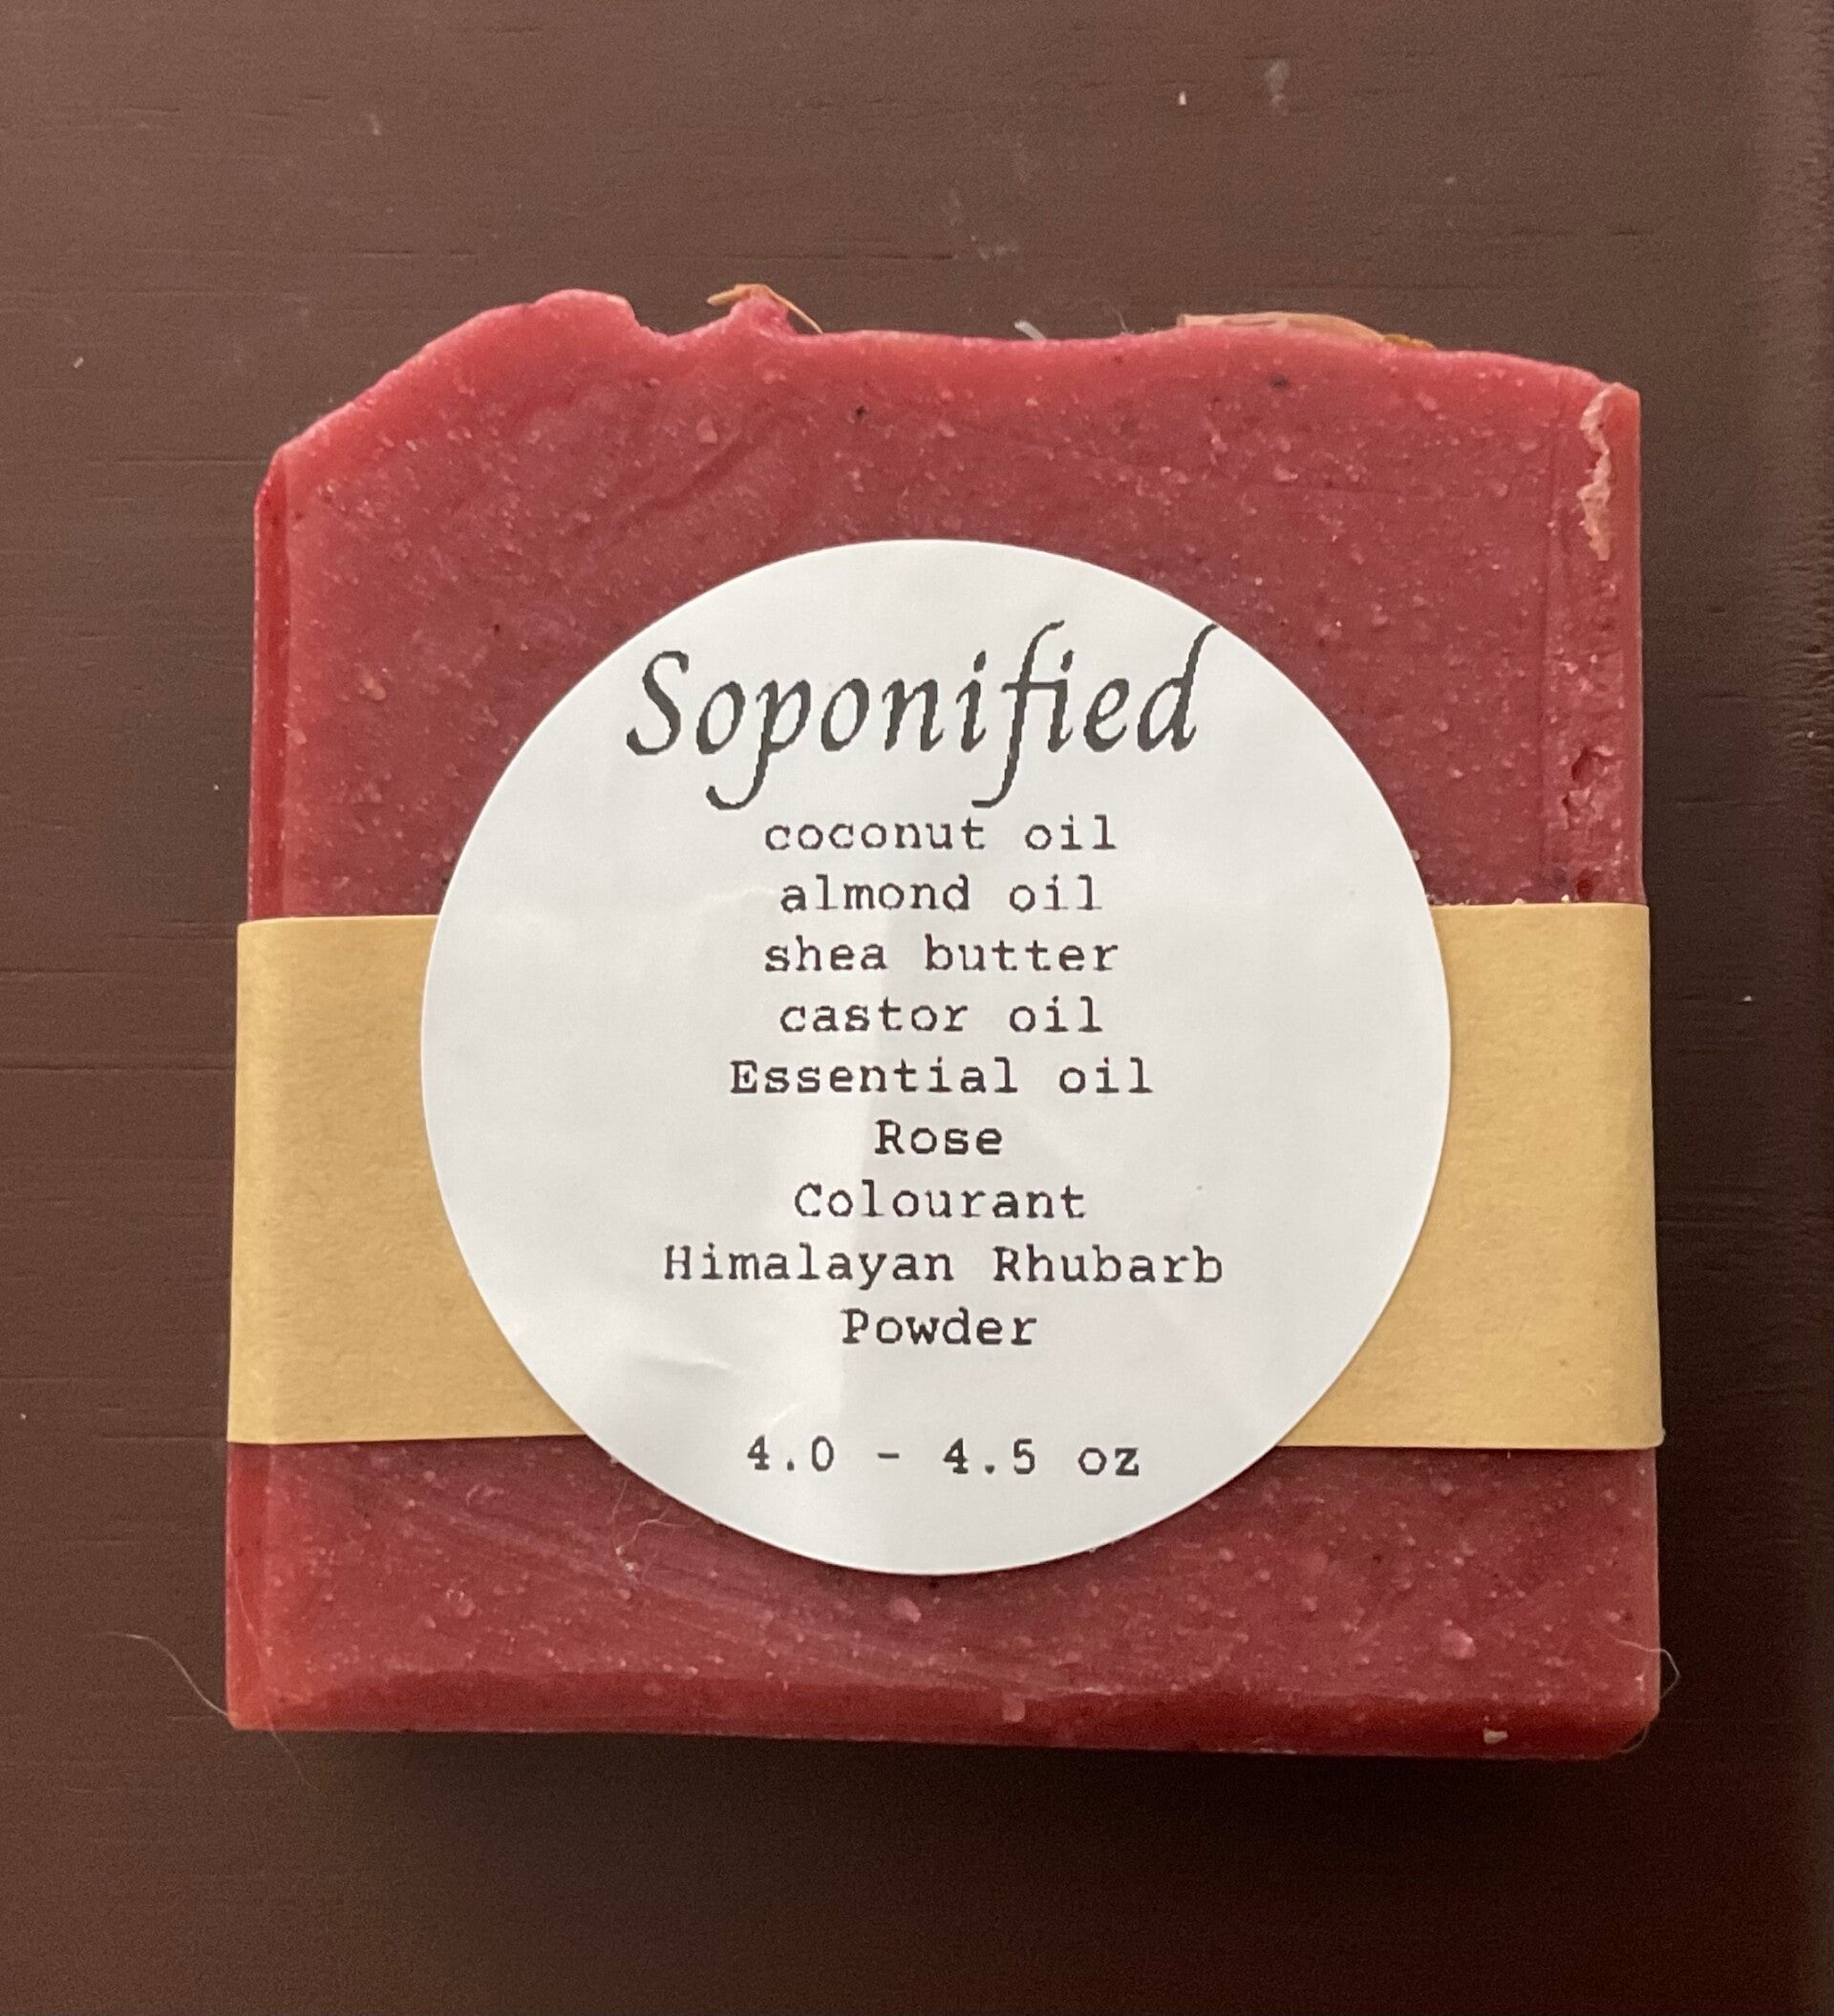 Soponified
coconut oil
almond oil
shea butter
castor oil
Essential oil
Rose
Colourant
Himalayan Rhubarb
Powder
4.0 - 4.5 oz